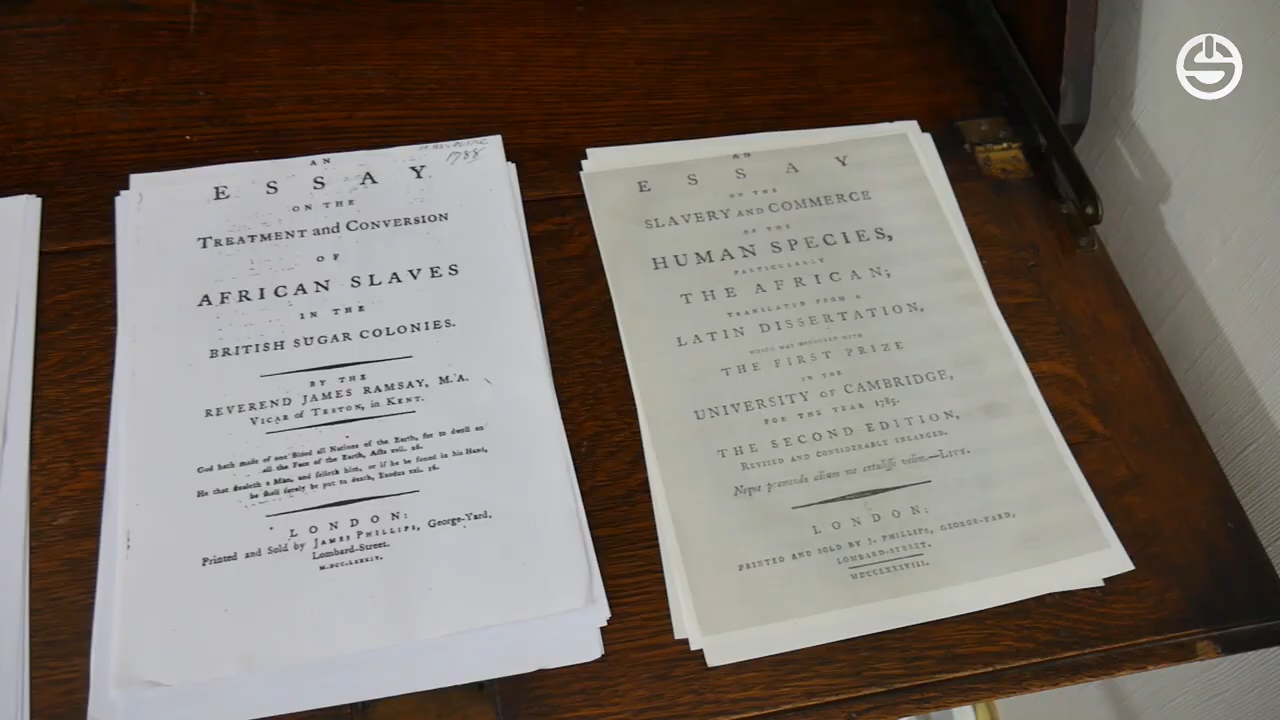 1788
AN
ESSAY
ON THE
TREATMENT and CONVERSION
OF
AFRICAN SLAVES
IN THE
BRITISH SUGAR COLONIES.
BY THE
REVEREND JAMES RAMSAY, M.A.
VICAR of TESTON, in KENT.
God hath made of one Blood all Nations of the Earth, for to dwell on
all the Face of the Earth, Acts xvii. 26.
He that stealeth a Man, and selleth him, or if he be found in his Hand,
he shall surely be put to death, Exodus xxi. 16.
LONDON:
Printed and Sold by JAMES PHILLIPS, George-Yard,
Lombard-Street.
M.DCC.LXXXIV.
AN
ESSAY
ON THE
SLAVERY AND COMMERCE
OF THE
HUMAN SPECIES,
PARTICULARLY
THE AFRICAN;
TRANSLATED FROM A
LATIN DISSERTATION,
WHICH WAS HONOURED WITH
THE FIRST PRIZE
IN THE
UNIVERSITY OF CAMBRIDGE,
FOR THE YEAR 1785.
THE SECOND EDITION,
REVISED AND CONSIDERABLY ENLARGED.
Neque premendo alium me extulisse velim.—LIVY.
LONDON:
PRINTED AND SOLD BY J. PHILLIPS, GEORGE-YARD,
LOMBARD-STREET.
MDCCLXXXVIII.